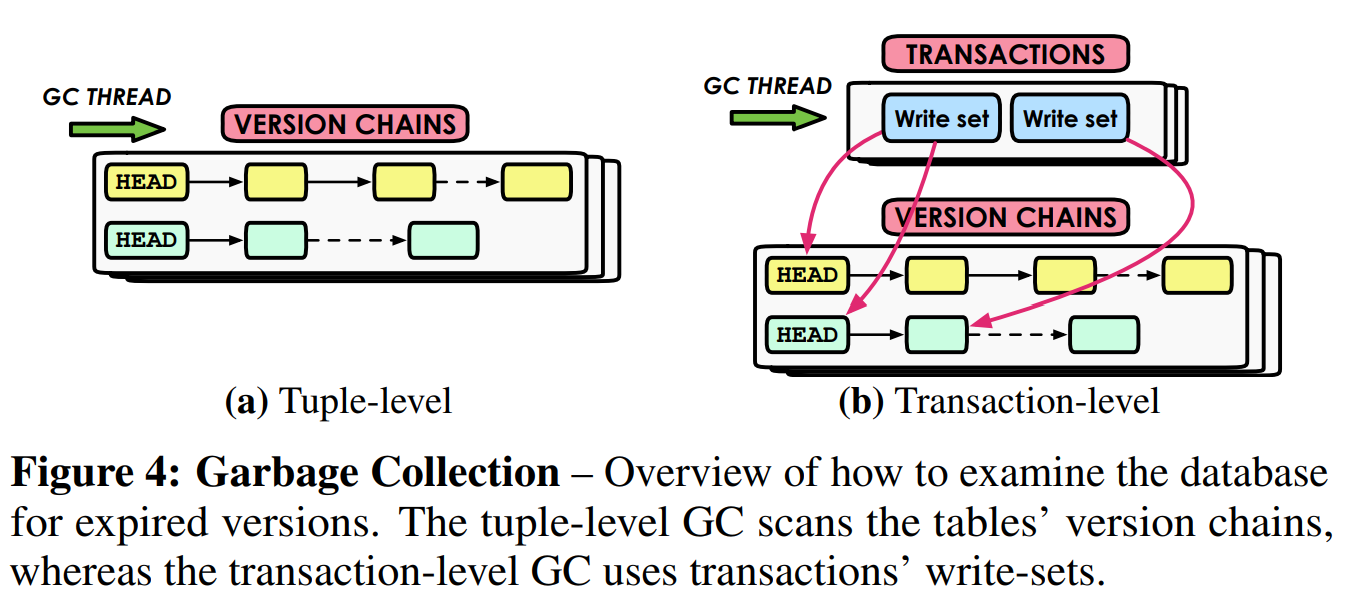 GC THREAD
VERSION CHAINS
HEAD
HEAD
(a) Tuple-level
TRANSACTIONS
GC THREAD
Write set Write set
VERSION CHAINS
HEAD
HEAD
(b) Transaction-level
Figure 4: Garbage Collection – Overview of how to examine the database
for expired versions. The tuple-level GC scans the tables’ version chains,
whereas the transaction-level GC uses transactions’ write-sets.